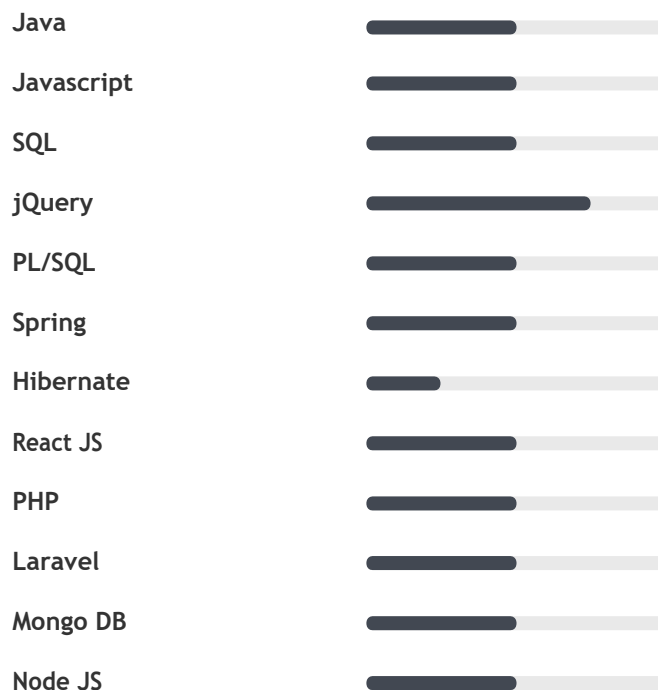 Java
Javascript
SQL
jQuery
PL/SQL
Spring
Hibernate
React JS
PHP
Laravel
Mongo DB
Node JS